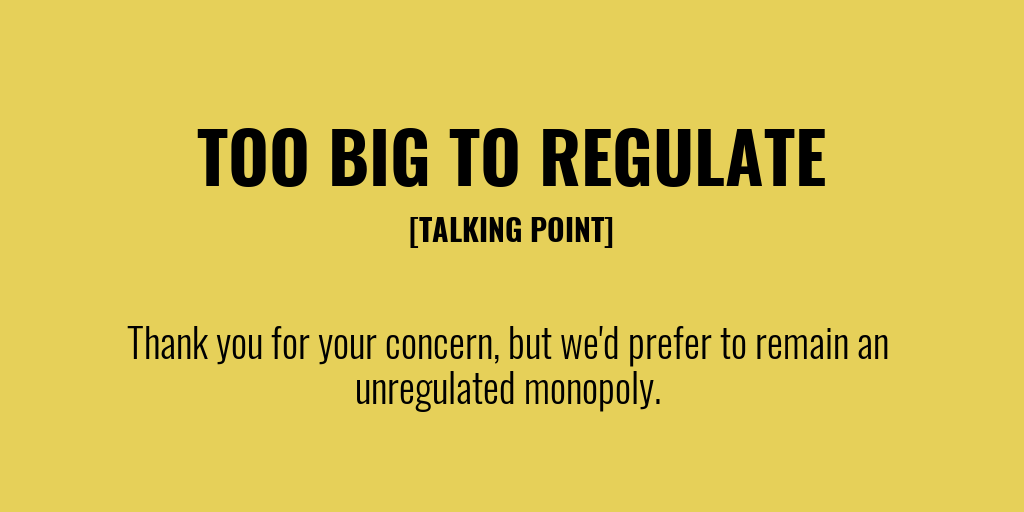 TOO BIG TO REGULATE
[TALKING POINT]
Thank you for your concern, but we'd prefer to remain an
unregulated monopoly.